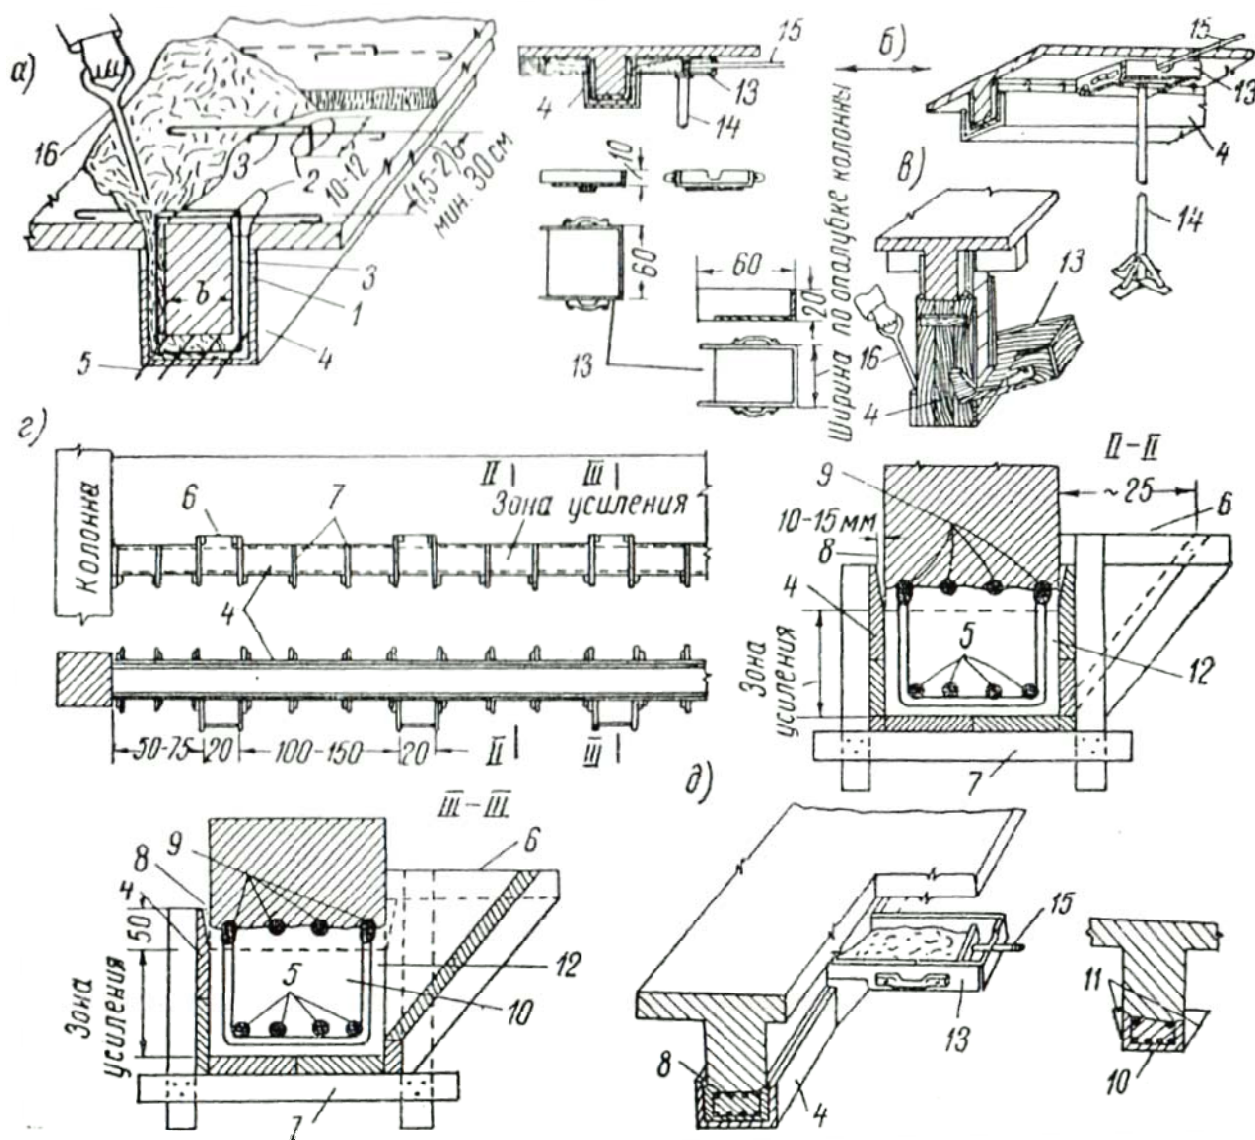 а)
16
3
2
10-12
(1,5-2)b
мин. 30 см
b
3
1
4
5
15
13
4
14
10
60
60
20
13
Ширина по опалубке колонны
б)
15
13
4
14
в)
13
16
4
г)
Колонна
6
7
II
III
Зона усиления
4
50-75
20
100-150
20
II
III
II-II
9
~25
6
10-15 мм
8
4
5
Зона усиления
12
7
III-III
9
6
8
4
50
5
12
10
Зона усиления
7
д)
15
13
8
4
11
10